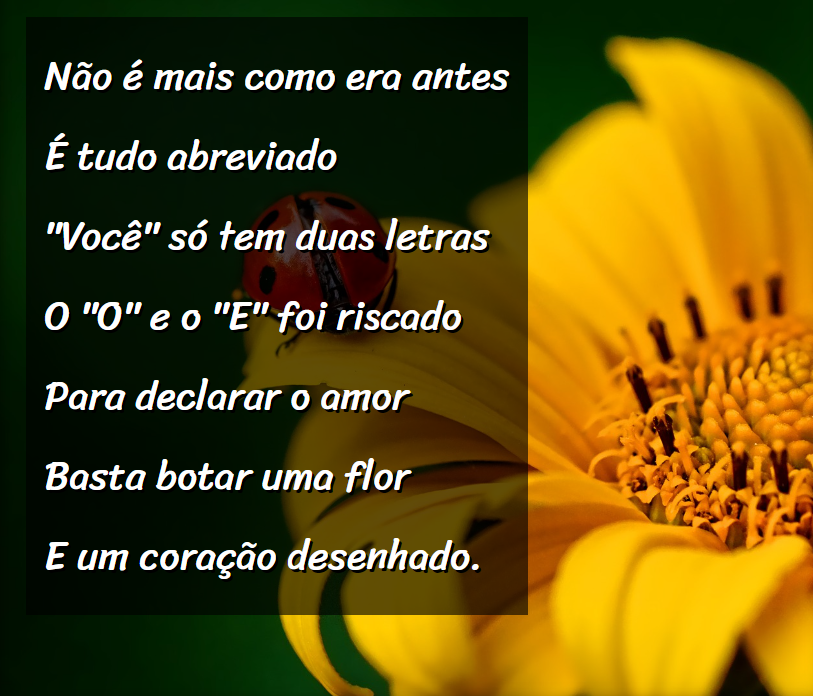 Não é mais como era antes
É tudo abreviado
"Você" só tem duas letras
O "O" e o "E" foi riscado
Para declarar o amor
Basta botar uma flor
E um coração desenhado.